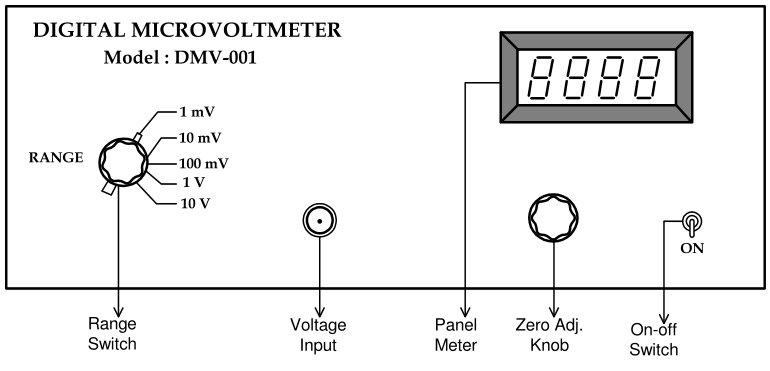 DIGITAL MICROVOLTMETER
Model : DMV-001
8888
1 mV
10 mV
RANGE
100 mV
1 V
10 V
ON
Range
Switch
Voltage
Input
Panel
Meter
Zero Adj.
Knob
On-off
Switch